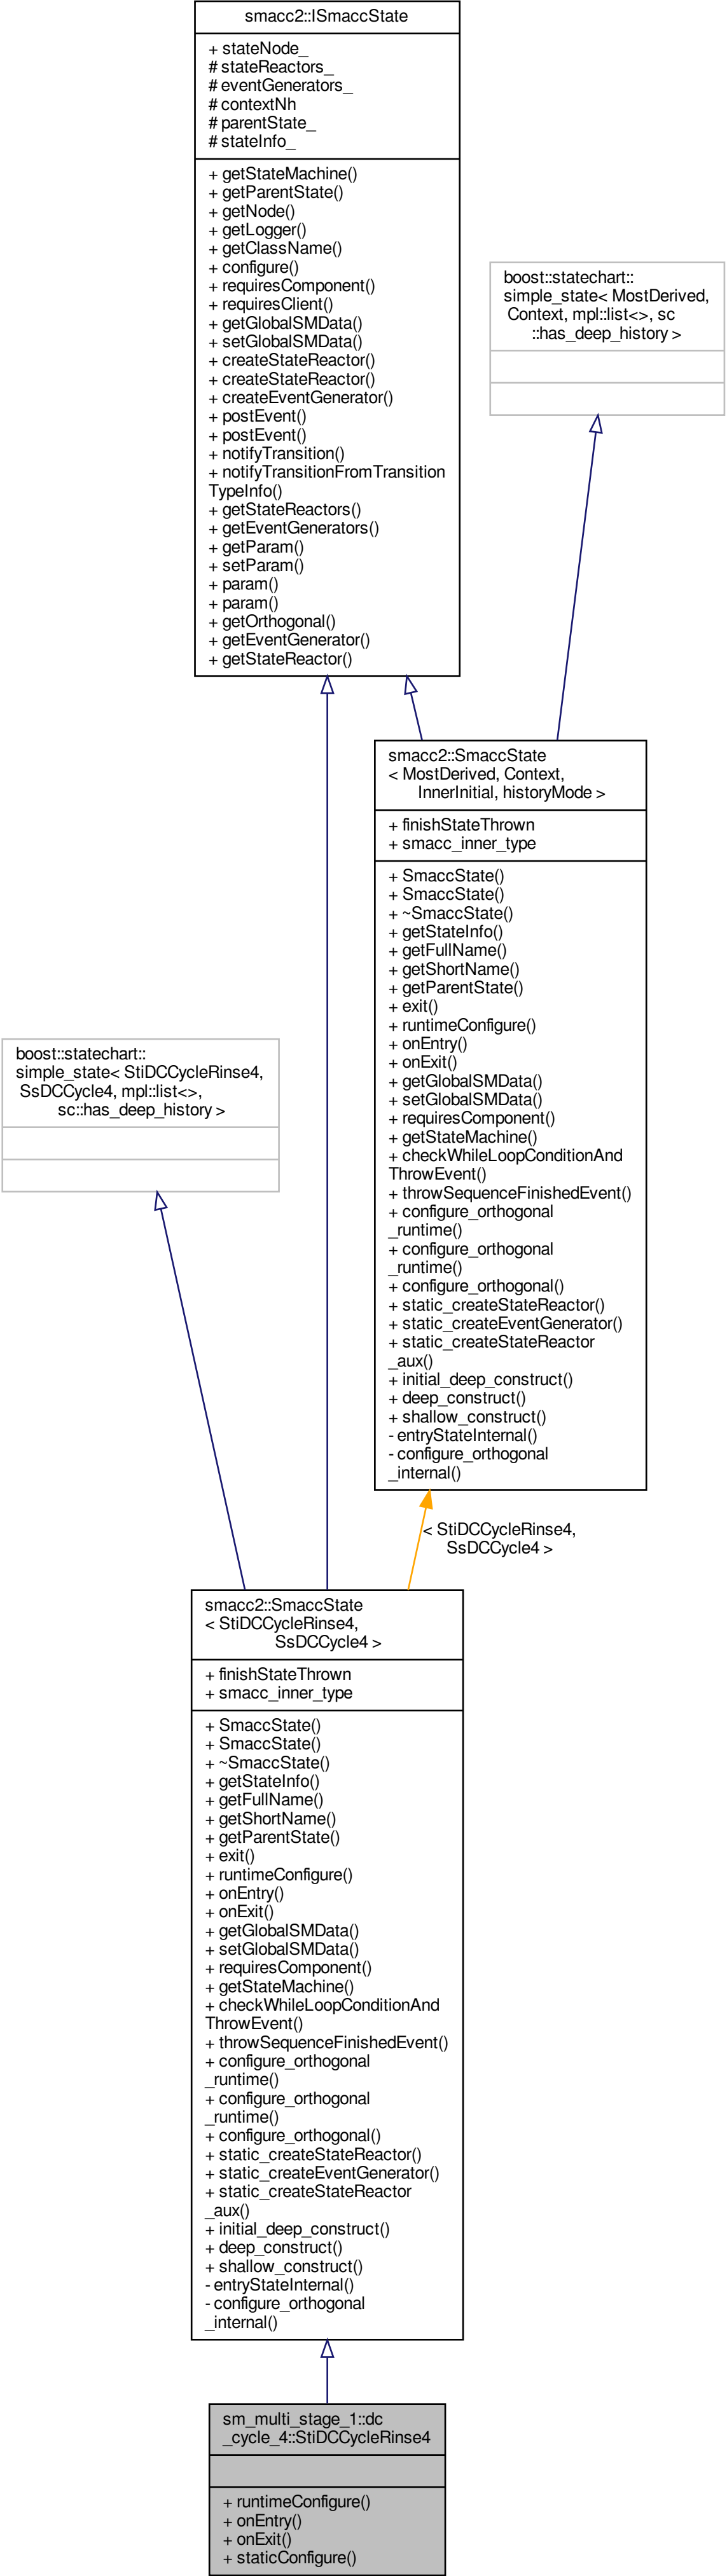 smacc2::ISmaccState
+ stateNode_
# stateReactors_
# eventGenerators_
# contextNh
# parentState_
# stateInfo_
+ getStateMachine()
+ getParentState()
+ getNode()
+ getLogger()
+ getClassName()
+ configure()
+ requiresComponent()
+ requiresClient()
+ getGlobalSMData()
+ setGlobalSMData()
+ createStateReactor()
+ createStateReactor()
+ createEventGenerator()
+ postEvent()
+ postEvent()
+ notifyTransition()
+ notifyTransitionFromTransition
TypeInfo()
+ getStateReactors()
+ getEventGenerators()
+ getParam()
+ setParam()
+ param()
+ param()
+ getOrthogonal()
+ getEventGenerator()
+ getStateReactor()
boost::statechart::
simple_state< MostDerived,
Context, mpl::list<>, sc
::has_deep_history >
smacc2::SmaccState
< MostDerived, Context,
InnerInitial, historyMode >
+ finishStateThrown
+ smacc_inner_type
+ SmaccState()
+ SmaccState()
+ ~SmaccState()
+ getStateInfo()
+ getFullName()
+ getShortName()
+ getParentState()
+ exit()
+ runtimeConfigure()
+ onEntry()
+ onExit()
+ getGlobalSMData()
+ setGlobalSMData()
+ requiresComponent()
+ getStateMachine()
+ checkWhileLoopConditionAnd
ThrowEvent()
+ throwSequenceFinishedEvent()
+ configure_orthogonal
_runtime()
+ configure_orthogonal
_runtime()
+ configure_orthogonal()
+ static_createStateReactor()
+ static_createEventGenerator()
+ static_createStateReactor
_aux()
+ initial_deep_construct()
+ deep_construct()
+ shallow_construct()
- entryStateInternal()
- configure_orthogonal
_internal()
boost::statechart::
simple_state< StiDCCycleRinse4,
SsDCCycle4, mpl::list<>,
sc::has_deep_history >
< StiDCCycleRinse4,
SsDCCycle4 >
smacc2::SmaccState
< StiDCCycleRinse4,
SsDCCycle4 >
+ finishStateThrown
+ smacc_inner_type
+ SmaccState()
+ SmaccState()
+ ~SmaccState()
+ getStateInfo()
+ getFullName()
+ getShortName()
+ getParentState()
+ exit()
+ runtimeConfigure()
+ onEntry()
+ onExit()
+ getGlobalSMData()
+ setGlobalSMData()
+ requiresComponent()
+ getStateMachine()
+ checkWhileLoopConditionAnd
ThrowEvent()
+ throwSequenceFinishedEvent()
+ configure_orthogonal
_runtime()
+ configure_orthogonal
_runtime()
+ configure_orthogonal()
+ static_createStateReactor()
+ static_createEventGenerator()
+ static_createStateReactor
_aux()
+ initial_deep_construct()
+ deep_construct()
+ shallow_construct()
- entryStateInternal()
- configure_orthogonal
_internal()
sm_multi_stage_1::dc
_cycle_4::StiDCCycleRinse4
+ runtimeConfigure()
+ onEntry()
+ onExit()
+ staticConfigure()